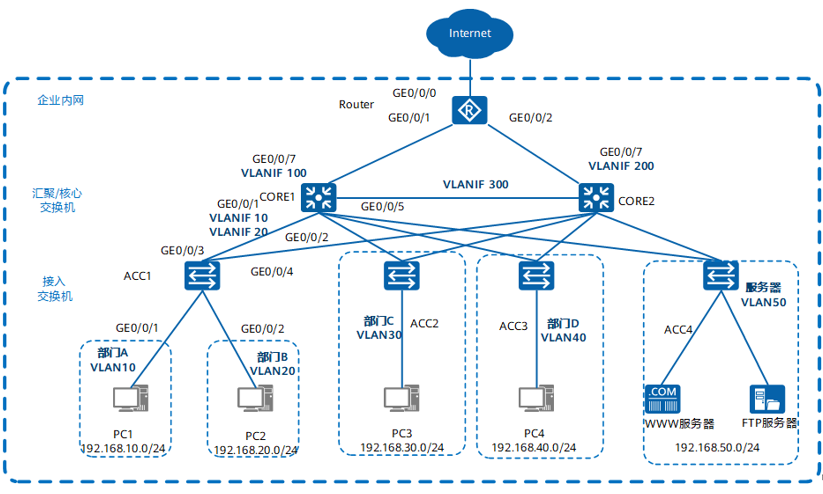 Internet
企业内网
GE0/0/0
Router
GE0/0/1
GE0/0/2
GE0/0/7
VLANIF 100
GE0/0/7
VLANIF 200
汇聚/核心
交换机
VLANIF 300
CORE1
CORE2
GE0/0/1
VLANIF 10
VLANIF 20
GE0/0/5
GE0/0/2
GE0/0/3
接入
交换机
ACC1
GE0/0/4
服务器
VLAN50
GE0/0/1
GE0/0/2
部门C
VLAN30
ACC2
ACC3
部门D
VLAN40
ACC4
部门A
VLAN10
部门B
VLAN20
.COM
WWW服务器
FTP服务器
PC1
192.168.10.0/24
PC2
192.168.20.0/24
PC3
192.168.30.0/24
PC4
192.168.40.0/24
192.168.50.0/24